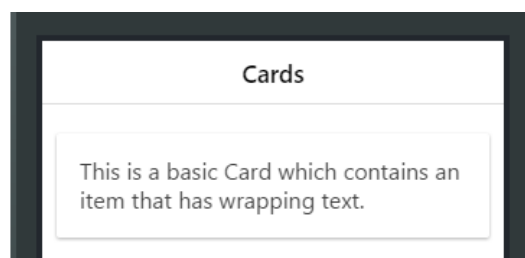 Cards
This is a basic Card which contains an
item that has wrapping text.